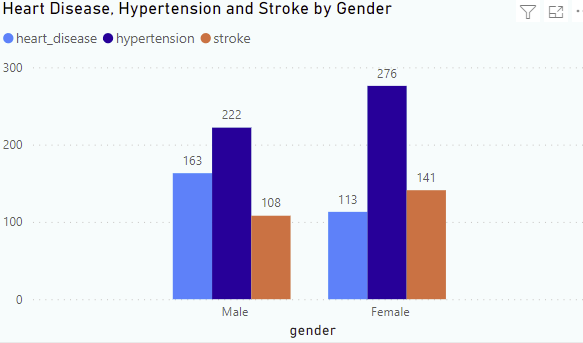 Heart Disease, Hypertension and Stroke by Gender
heart_disease hypertension stroke
300
200
100
0
163
222
108
113
276
141
Male Female
gender